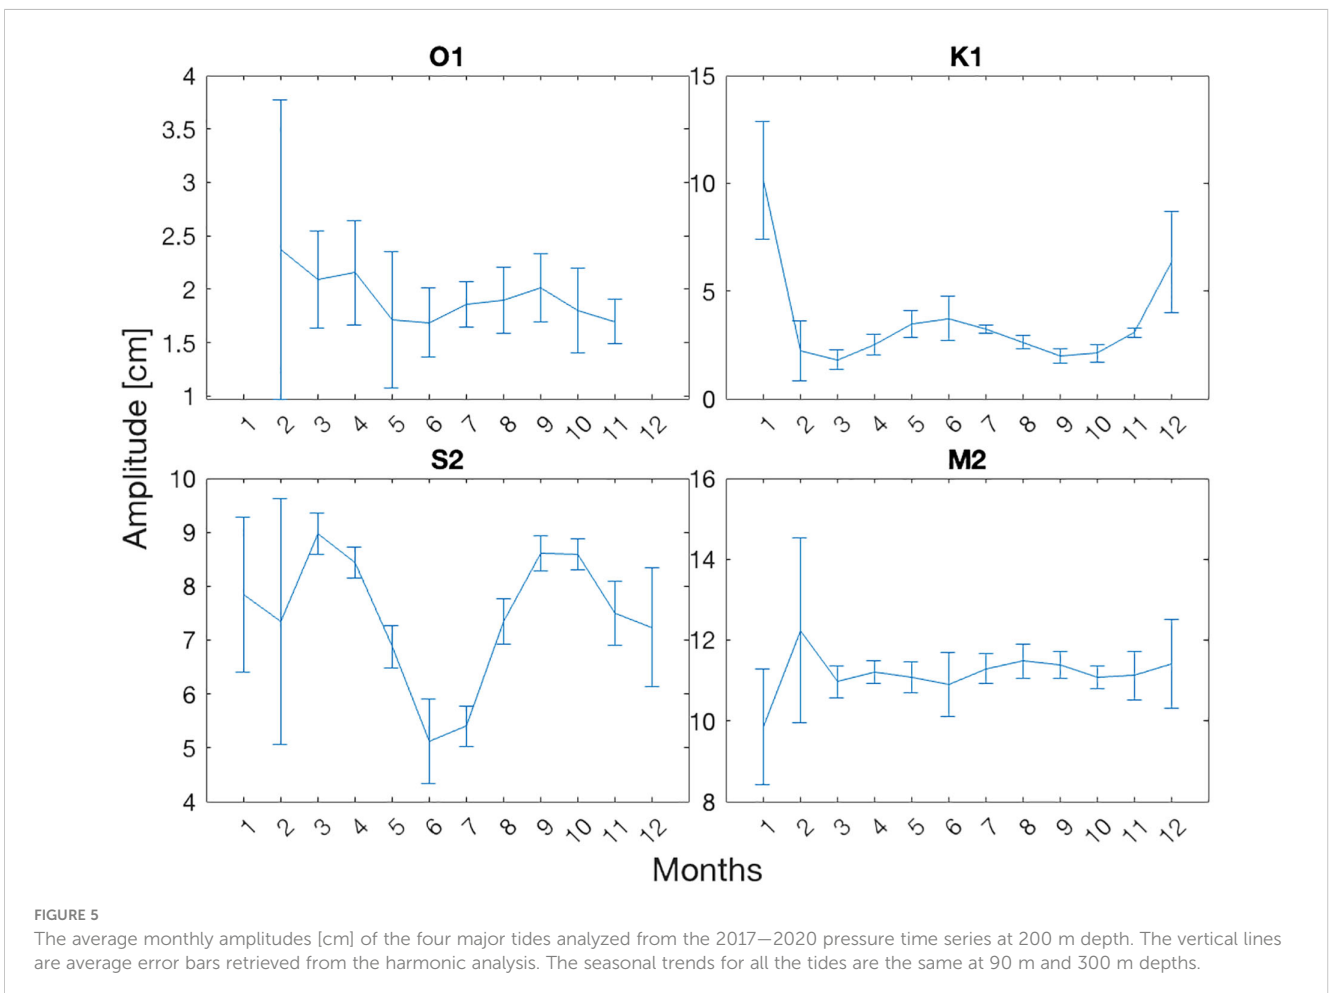 O1
K1
4
3.5
3
2.5
2
1.5
1
15
10
5
0
1 2 3 4 5 6 7 8 9 10 11 12
1 2 3 4 5 6 7 8 9 10 11 12
Amplitude [cm]
S2
M2
10
9
8
7
6
5
4
16
14
12
10
8
1 2 3 4 5 6 7 8 9 10 11 12
1 2 3 4 5 6 7 8 9 10 11 12
Months
FIGURE 5
The average monthly amplitudes [cm] of the four major tides analyzed from the 2017—2020 pressure time series at 200 m depth. The vertical lines
are average error bars retrieved from the harmonic analysis. The seasonal trends for all the tides are the same at 90 m and 300 m depths.